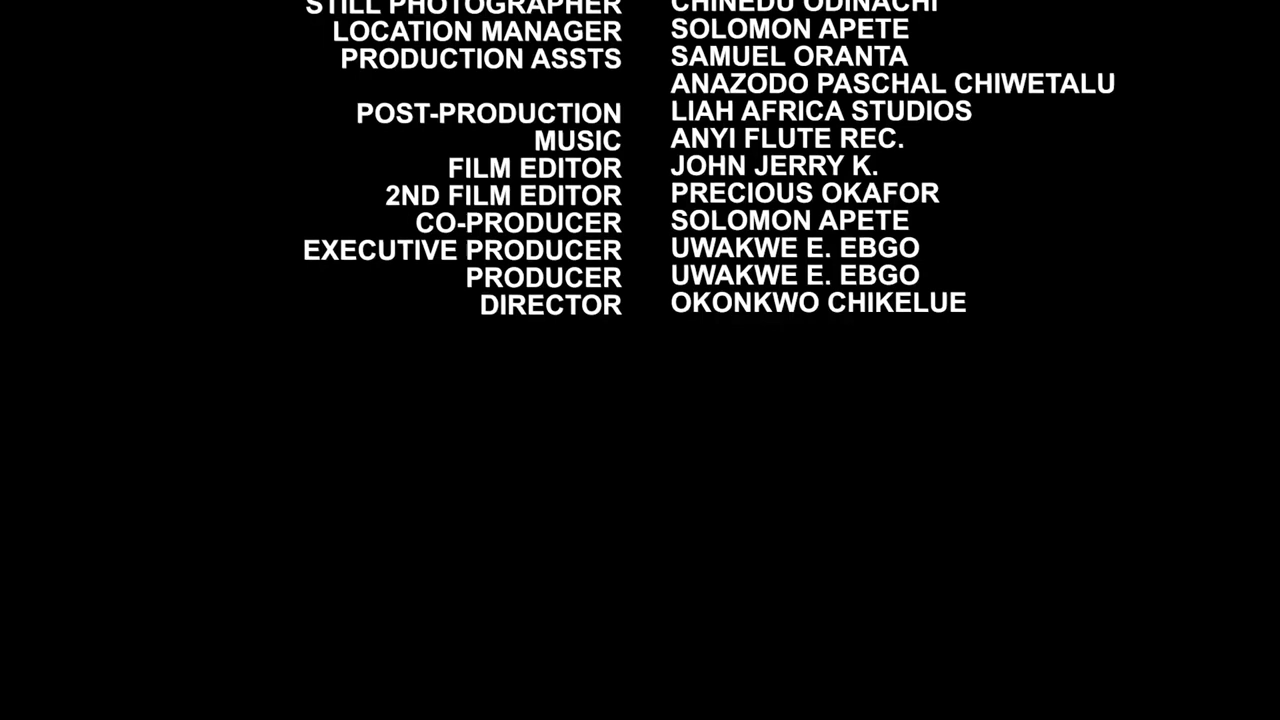 STILL PHOTOGRAPHER CHINEDU ODINACHI
LOCATION MANAGER SOLOMON APETE
PRODUCTION ASSTS SAMUEL ORANTA
ANAZODO PASCHAL CHIWETALU
POST-PRODUCTION LIAH AFRICA STUDIOS
MUSIC ANYI FLUTE REC.
FILM EDITOR JOHN JERRY K.
2ND FILM EDITOR PRECIOUS OKAFOR
CO-PRODUCER SOLOMON APETE
EXECUTIVE PRODUCER UWAKWE E. EBGO
PRODUCER UWAKWE E. EBGO
DIRECTOR OKONKWO CHIKELUE